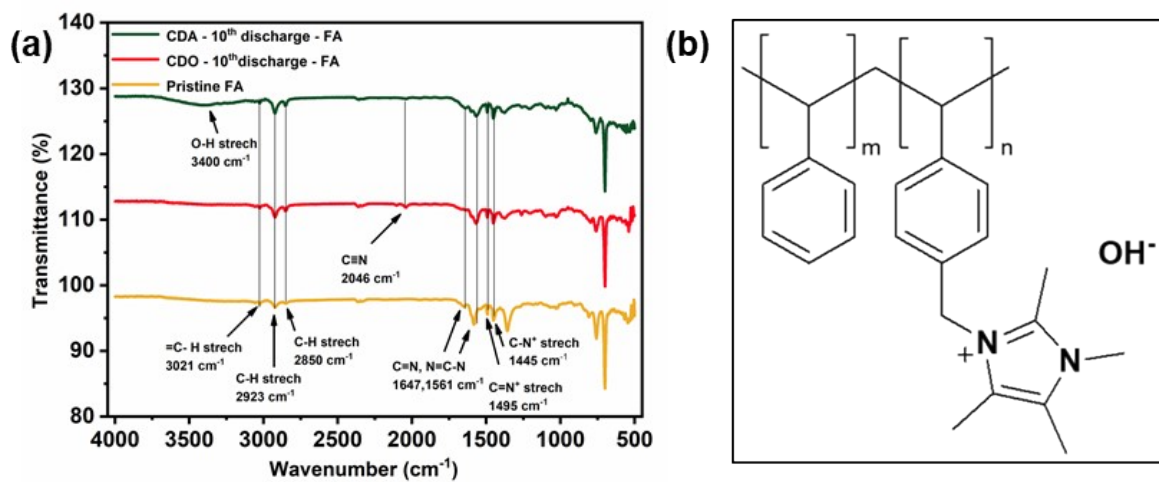 (a)
140
130
120
110
100
90
80
Transmittance (%)
CDA - 10th discharge - FA
CDO - 10th discharge - FA
Pristine FA
O-H strech
3400 cm-1
C≡N
2046 cm-1
=C- H strech
3021 cm-1
C-H strech
2923 cm-1
C-H strech
2850 cm-1
C=N, N=C-N
1647,1561 cm-1
C-N+ strech
1445 cm-1
C=N+ strech
1495 cm-1
4000 3500 3000 2500 2000 1500 1000 500
Wavenumber (cm-1)
(b)
m
n
OH-
N
+
N